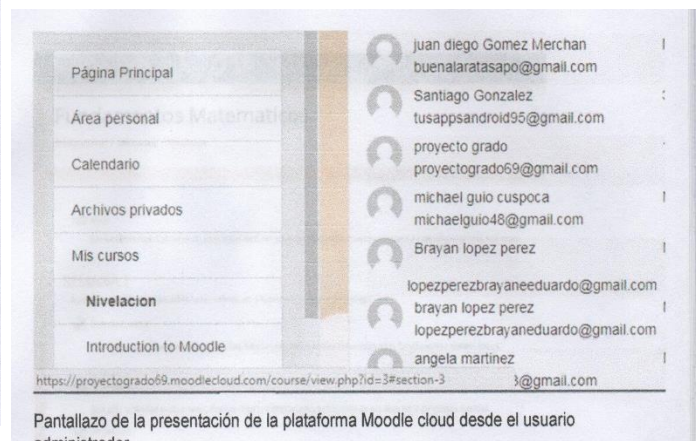 Página Principal
Área personal
Calendario
Archivos privados
Mis cursos
Nivelacion
Introduction to Moodle
https://proyectogrado69.moodlecloud.com/course/view.php?id=3#section-3
juan diego Gomez Merchan
buenalaratasapo@gmail.com
Santiago Gonzalez
tusappsandroid95@gmail.com
proyecto grado
proyectogrado69@gmail.com
michael guio cuspoca
michaelguio48@gmail.com
Brayan lopez perez
lopezperezbrayaneeduardo@gmail.com
brayan lopez perez
lopezperezbrayaneduardo@gmail.com
angela martinez
3@gmail.com
Pantallazo de la presentación de la plataforma Moodle cloud desde el usuario